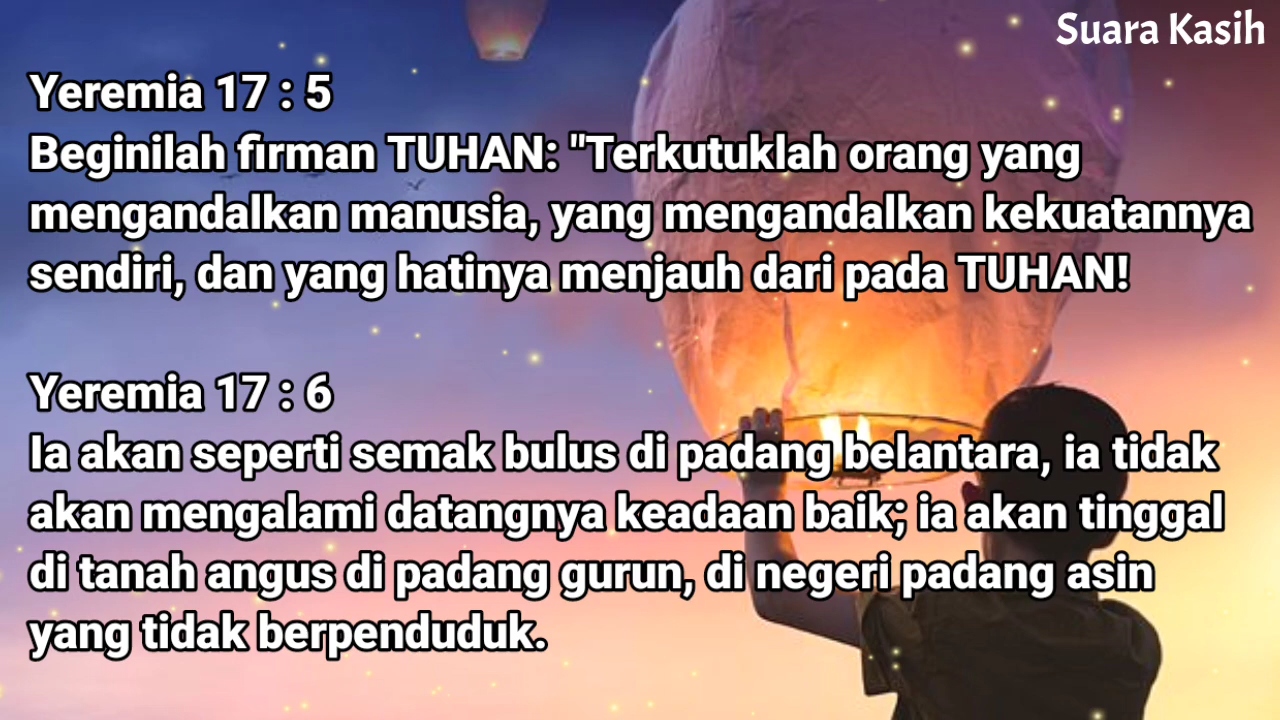 Suara Kasih
Yeremia 17 : 5
Beginilah firman TUHAN: "Terkutuklah orang yang
mengandalkan manusia, yang mengandalkan kekuatannya
sendiri, dan yang hatinya menjauh dari pada TUHAN!
Yeremia 17 : 6
Ia akan seperti semak bulus di padang belantara, ia tidak
akan mengalami datangnya keadaan baik; ia akan tinggal
di tanah angus di padang gurun, di negeri padang asin
yang tidak berpenduduk.